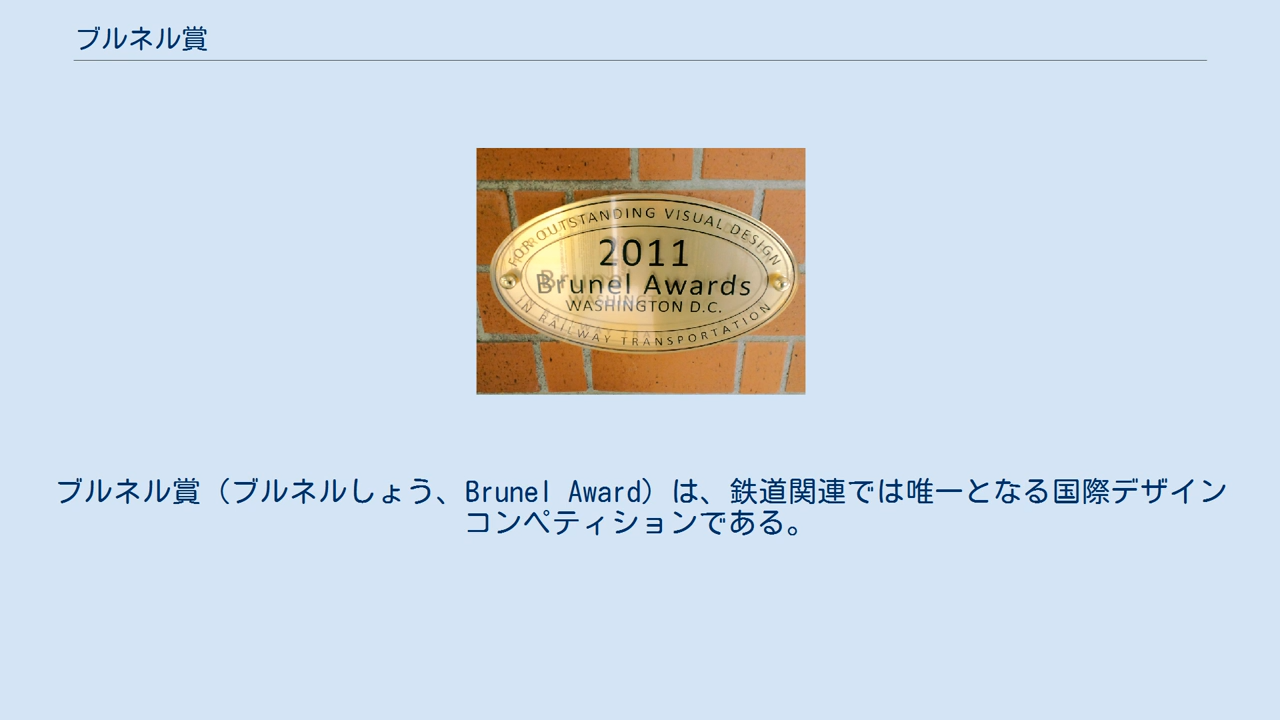 ブルネル賞
FOR OUTSTANDING VISUAL DESIGN
2011
Brunel Awards
WASHINGTON D.C.
IN RAILWAY TRANSPORTATION
ブルネル賞（ブルネルしょう、Brunel Award）は、鉄道関連では唯一となる国際デザイン
コンペティションである。